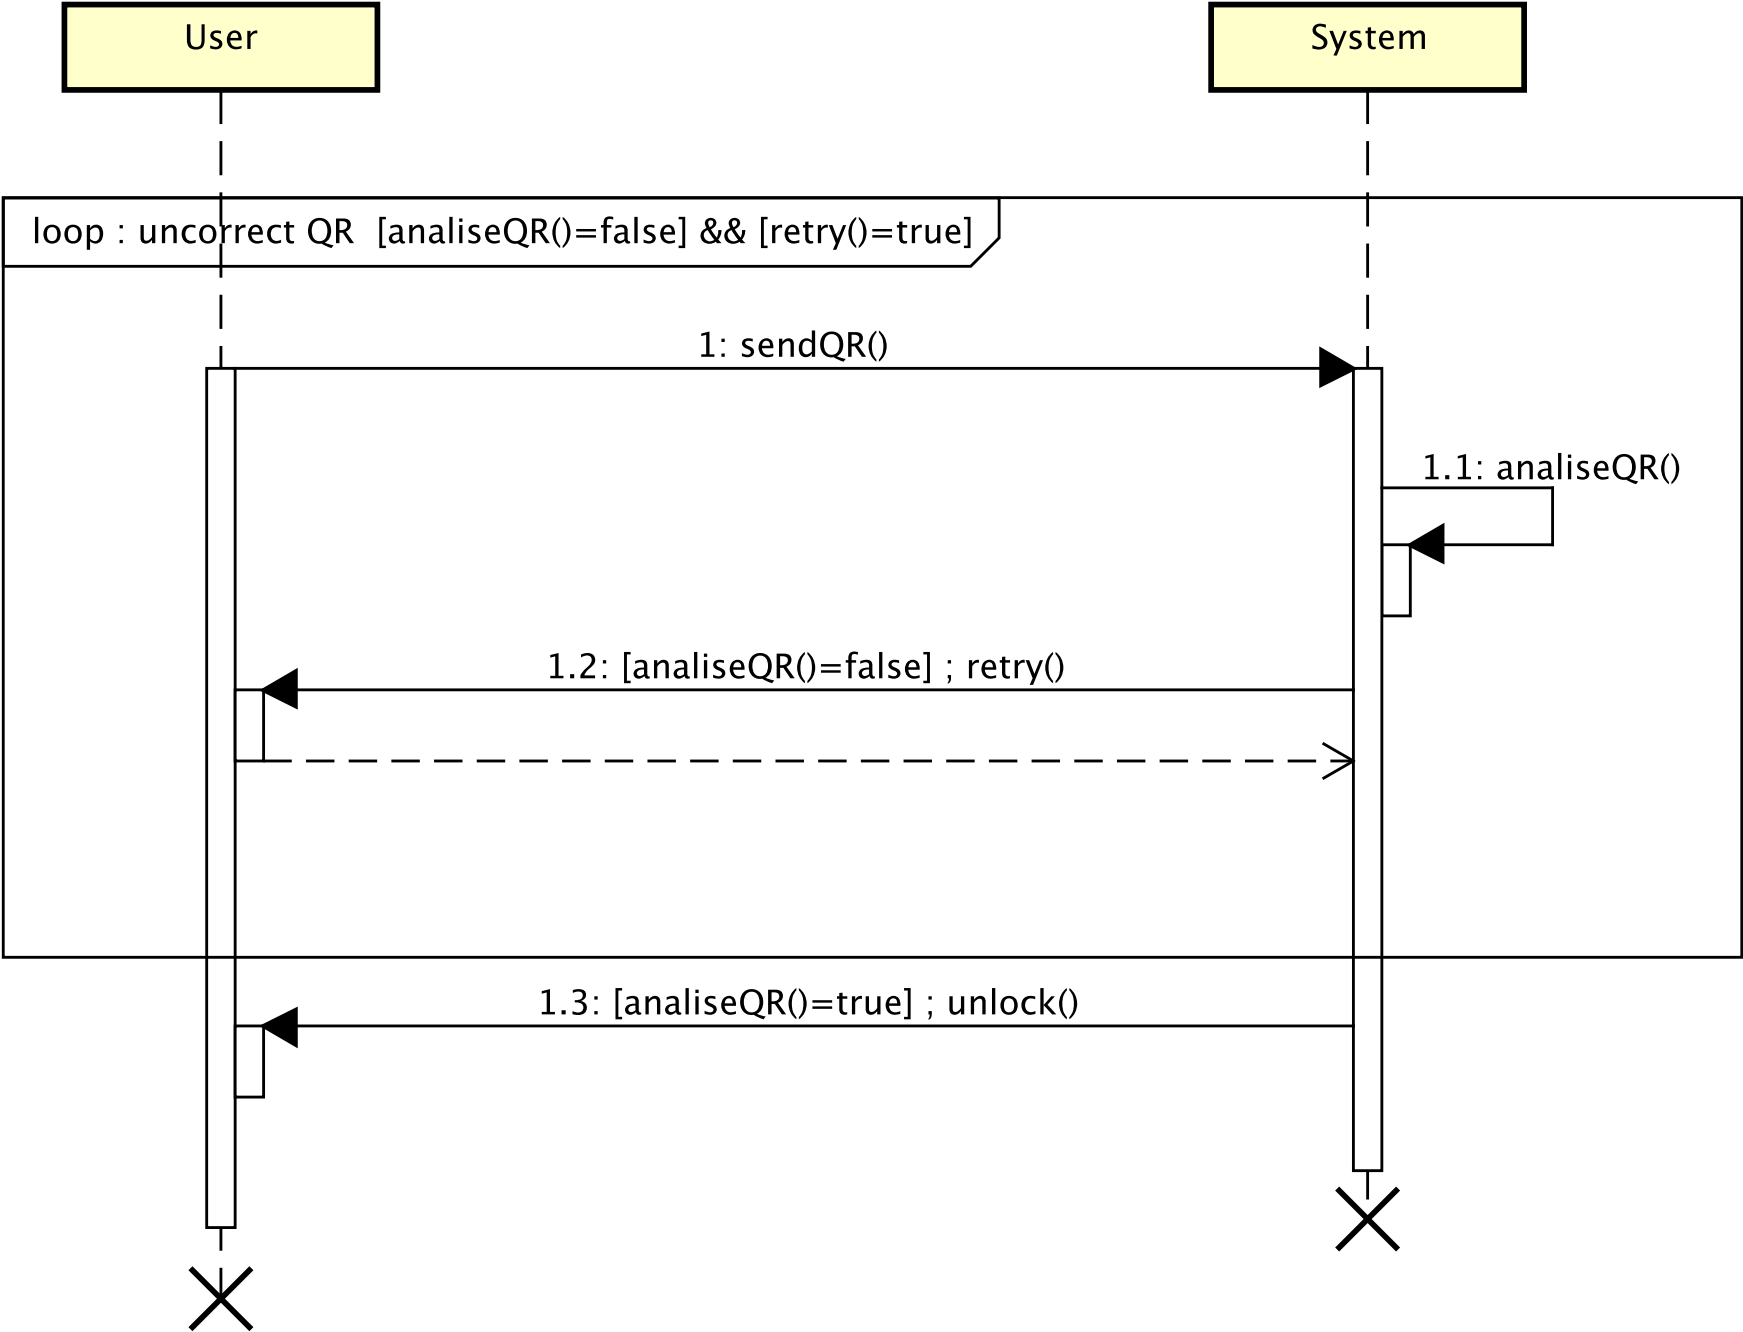 User
System
loop : uncorrect QR  [analiseQR()=false] && [retry()=true]
1: sendQR()
1.1: analiseQR()
1.2: [analiseQR()=false] ; retry()
1.3: [analiseQR()=true] ; unlock()